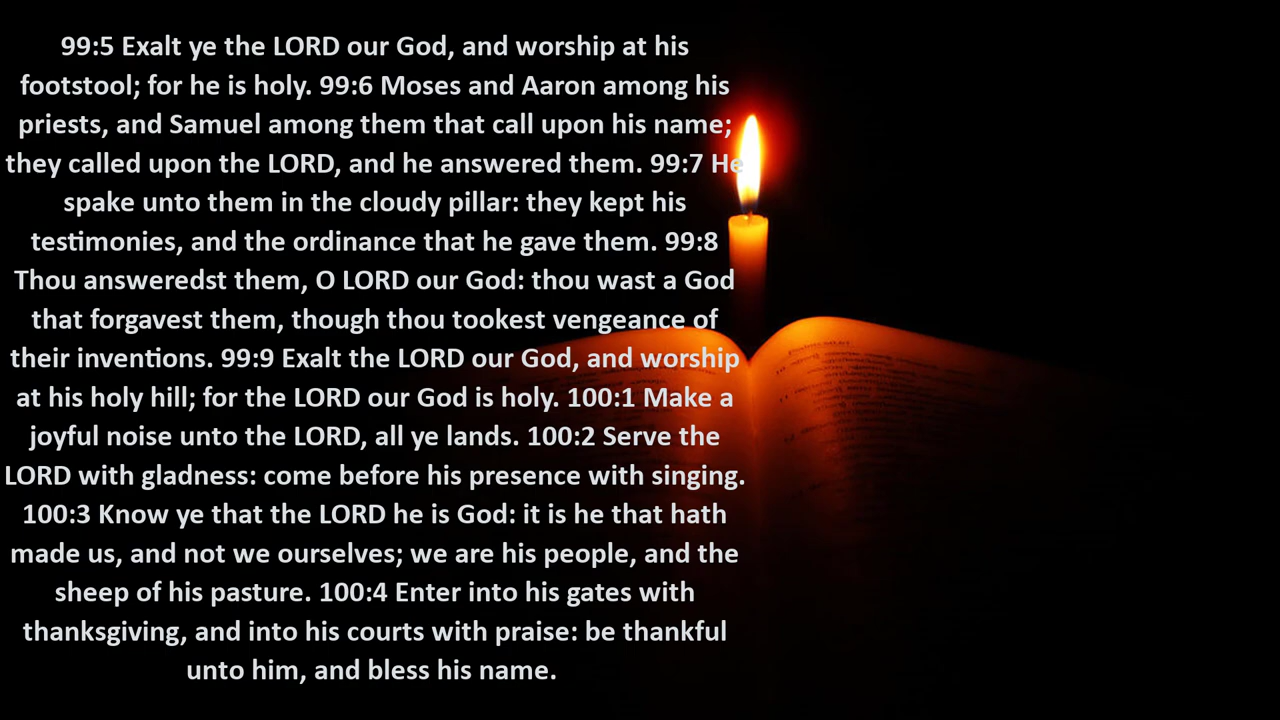 99:5 Exalt ye the LORD our God, and worship at his
footstool; for he is holy. 99:6 Moses and Aaron among his
priests, and Samuel among them that call upon his name;
they called upon the LORD, and he answered them. 99:7 He
spake unto them in the cloudy pillar: they kept his
testimonies, and the ordinance that he gave them. 99:8
Thou answeredst them, O LORD our God: thou wast a God
that forgavest them, though thou tookest vengeance of
their inventions. 99:9 Exalt the LORD our God, and worship
at his holy hill; for the LORD our God is holy. 100:1 Make a
joyful noise unto the LORD, all ye lands. 100:2 Serve the
LORD with gladness: come before his presence with singing.
100:3 Know ye that the LORD he is God: it is he that hath
made us, and not we ourselves; we are his people, and the
sheep of his pasture. 100:4 Enter into his gates with
thanksgiving, and into his courts with praise: be thankful
unto him, and bless his name.